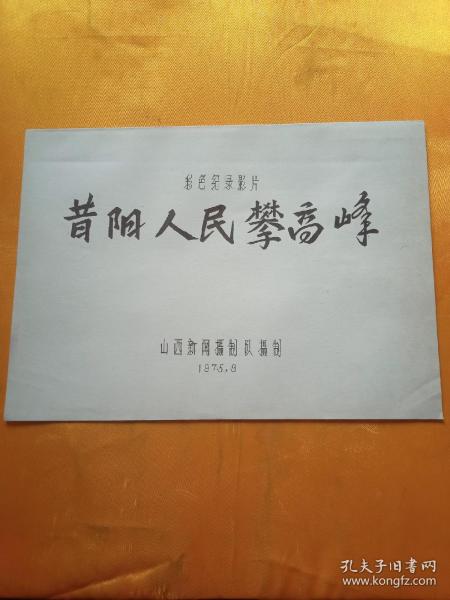 彩色纪录影片
昔阳人民攀高峰
山西新闻摄制队摄制
1975.8
孔夫子旧书网
www.kongfz.com